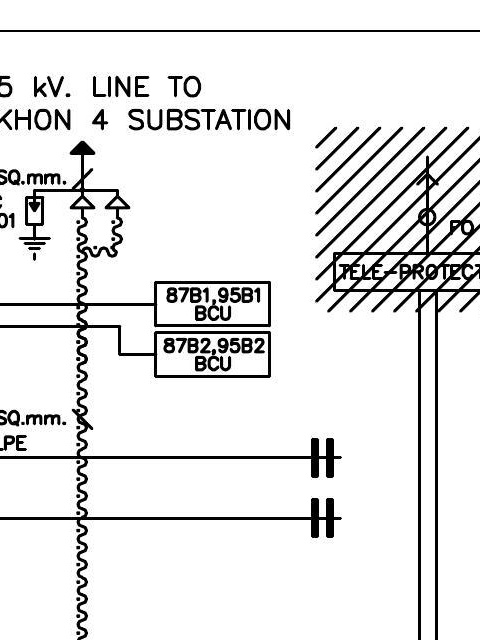 5 kV. LINE TO
KHON 4 SUBSTATION
SQ.mm.
C
01
FO
TELE-PROTECT
87B1,95B1
BCU
87B2,95B2
BCU
SQ.mm.
LPE